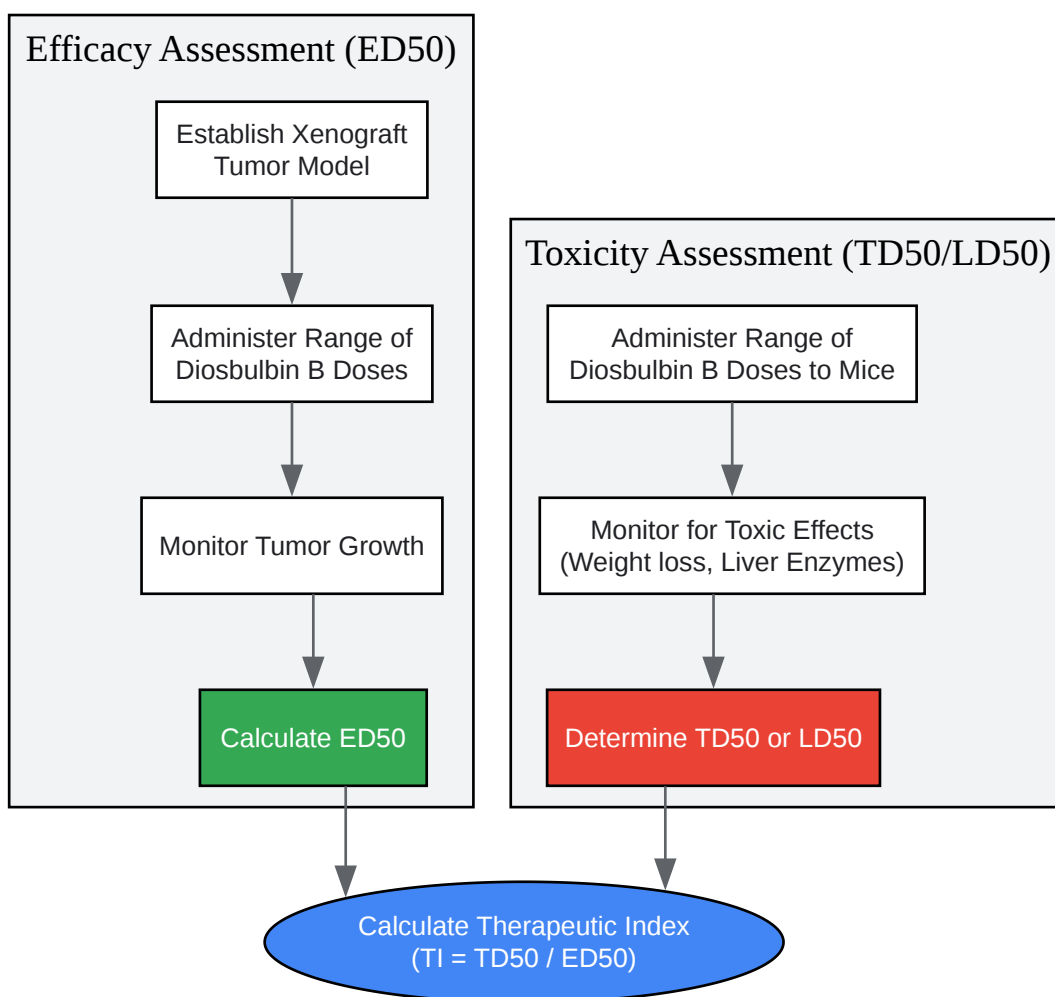 Efficacy Assessment (ED50)
Establish Xenograft
Tumor Model
Administer Range of
Diosbulbin B Doses
Monitor Tumor Growth
Calculate ED50
Toxicity Assessment (TD50/LD50)
Administer Range of
Diosbulbin B Doses to Mice
Monitor for Toxic Effects
(Weight loss, Liver Enzymes)
Determine TD50 or LD50
Calculate Therapeutic Index
(TI = TD50 / ED50)